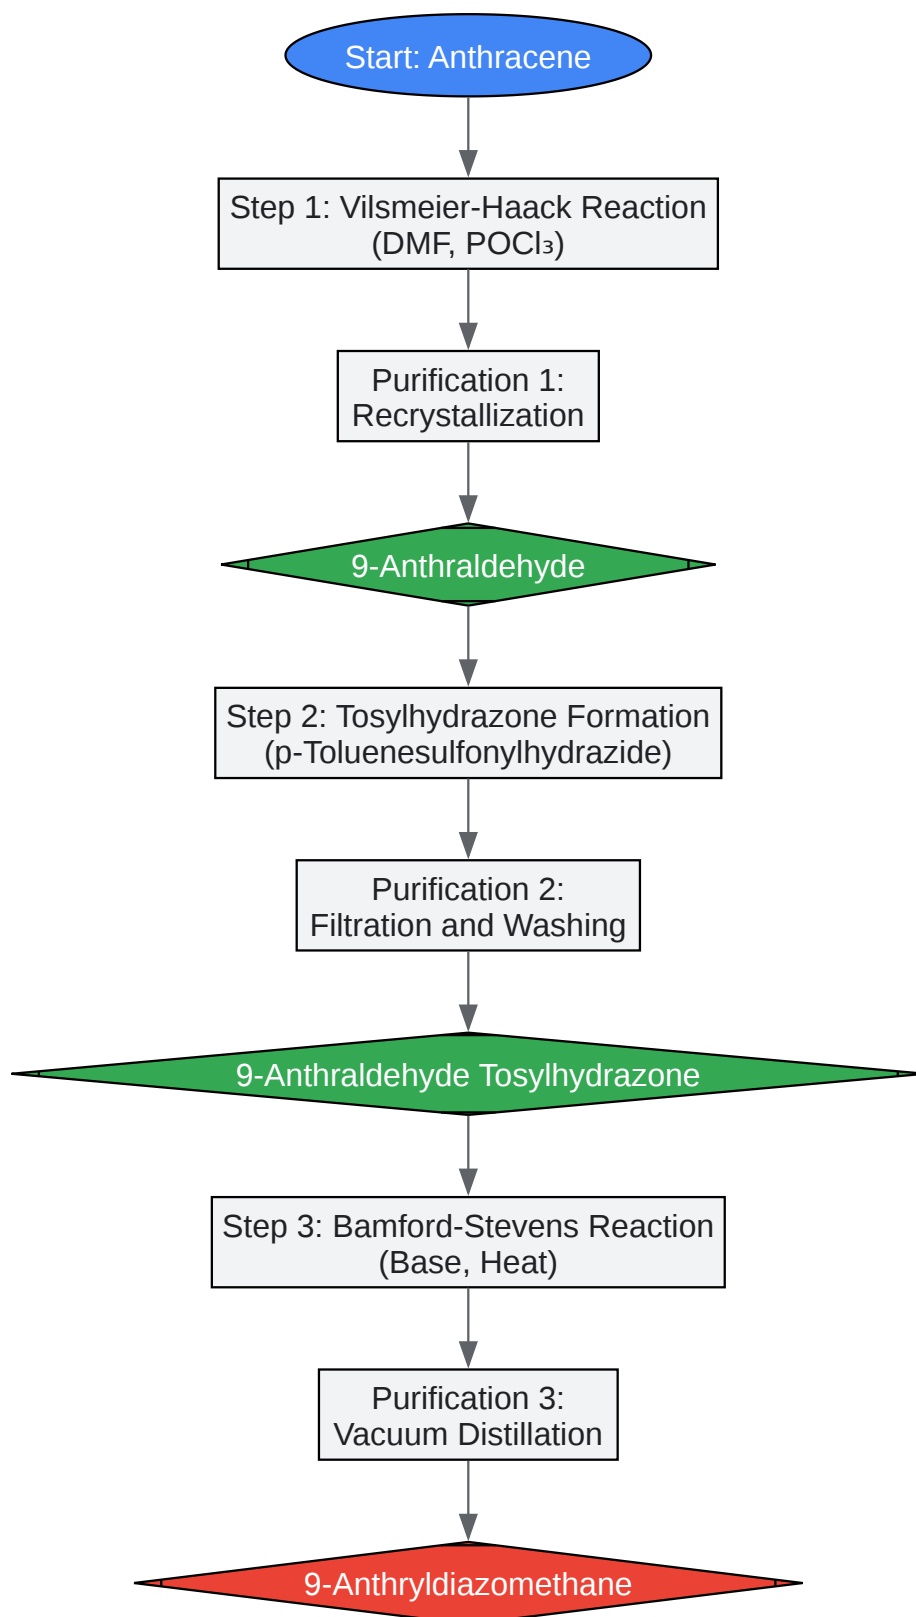 Start: Anthracene
Step 1: Vilsmeier-Haack Reaction
(DMF, POCl₃)
Purification 1:
Recrystallization
9-Anthraldehyde
Step 2: Tosylhydrazone Formation
(p-Toluenesulfonylhydrazide)
Purification 2:
Filtration and Washing
9-Anthraldehyde Tosylhydrazone
Step 3: Bamford-Stevens Reaction
(Base, Heat)
Purification 3:
Vacuum Distillation
9-Anthryldiazomethane